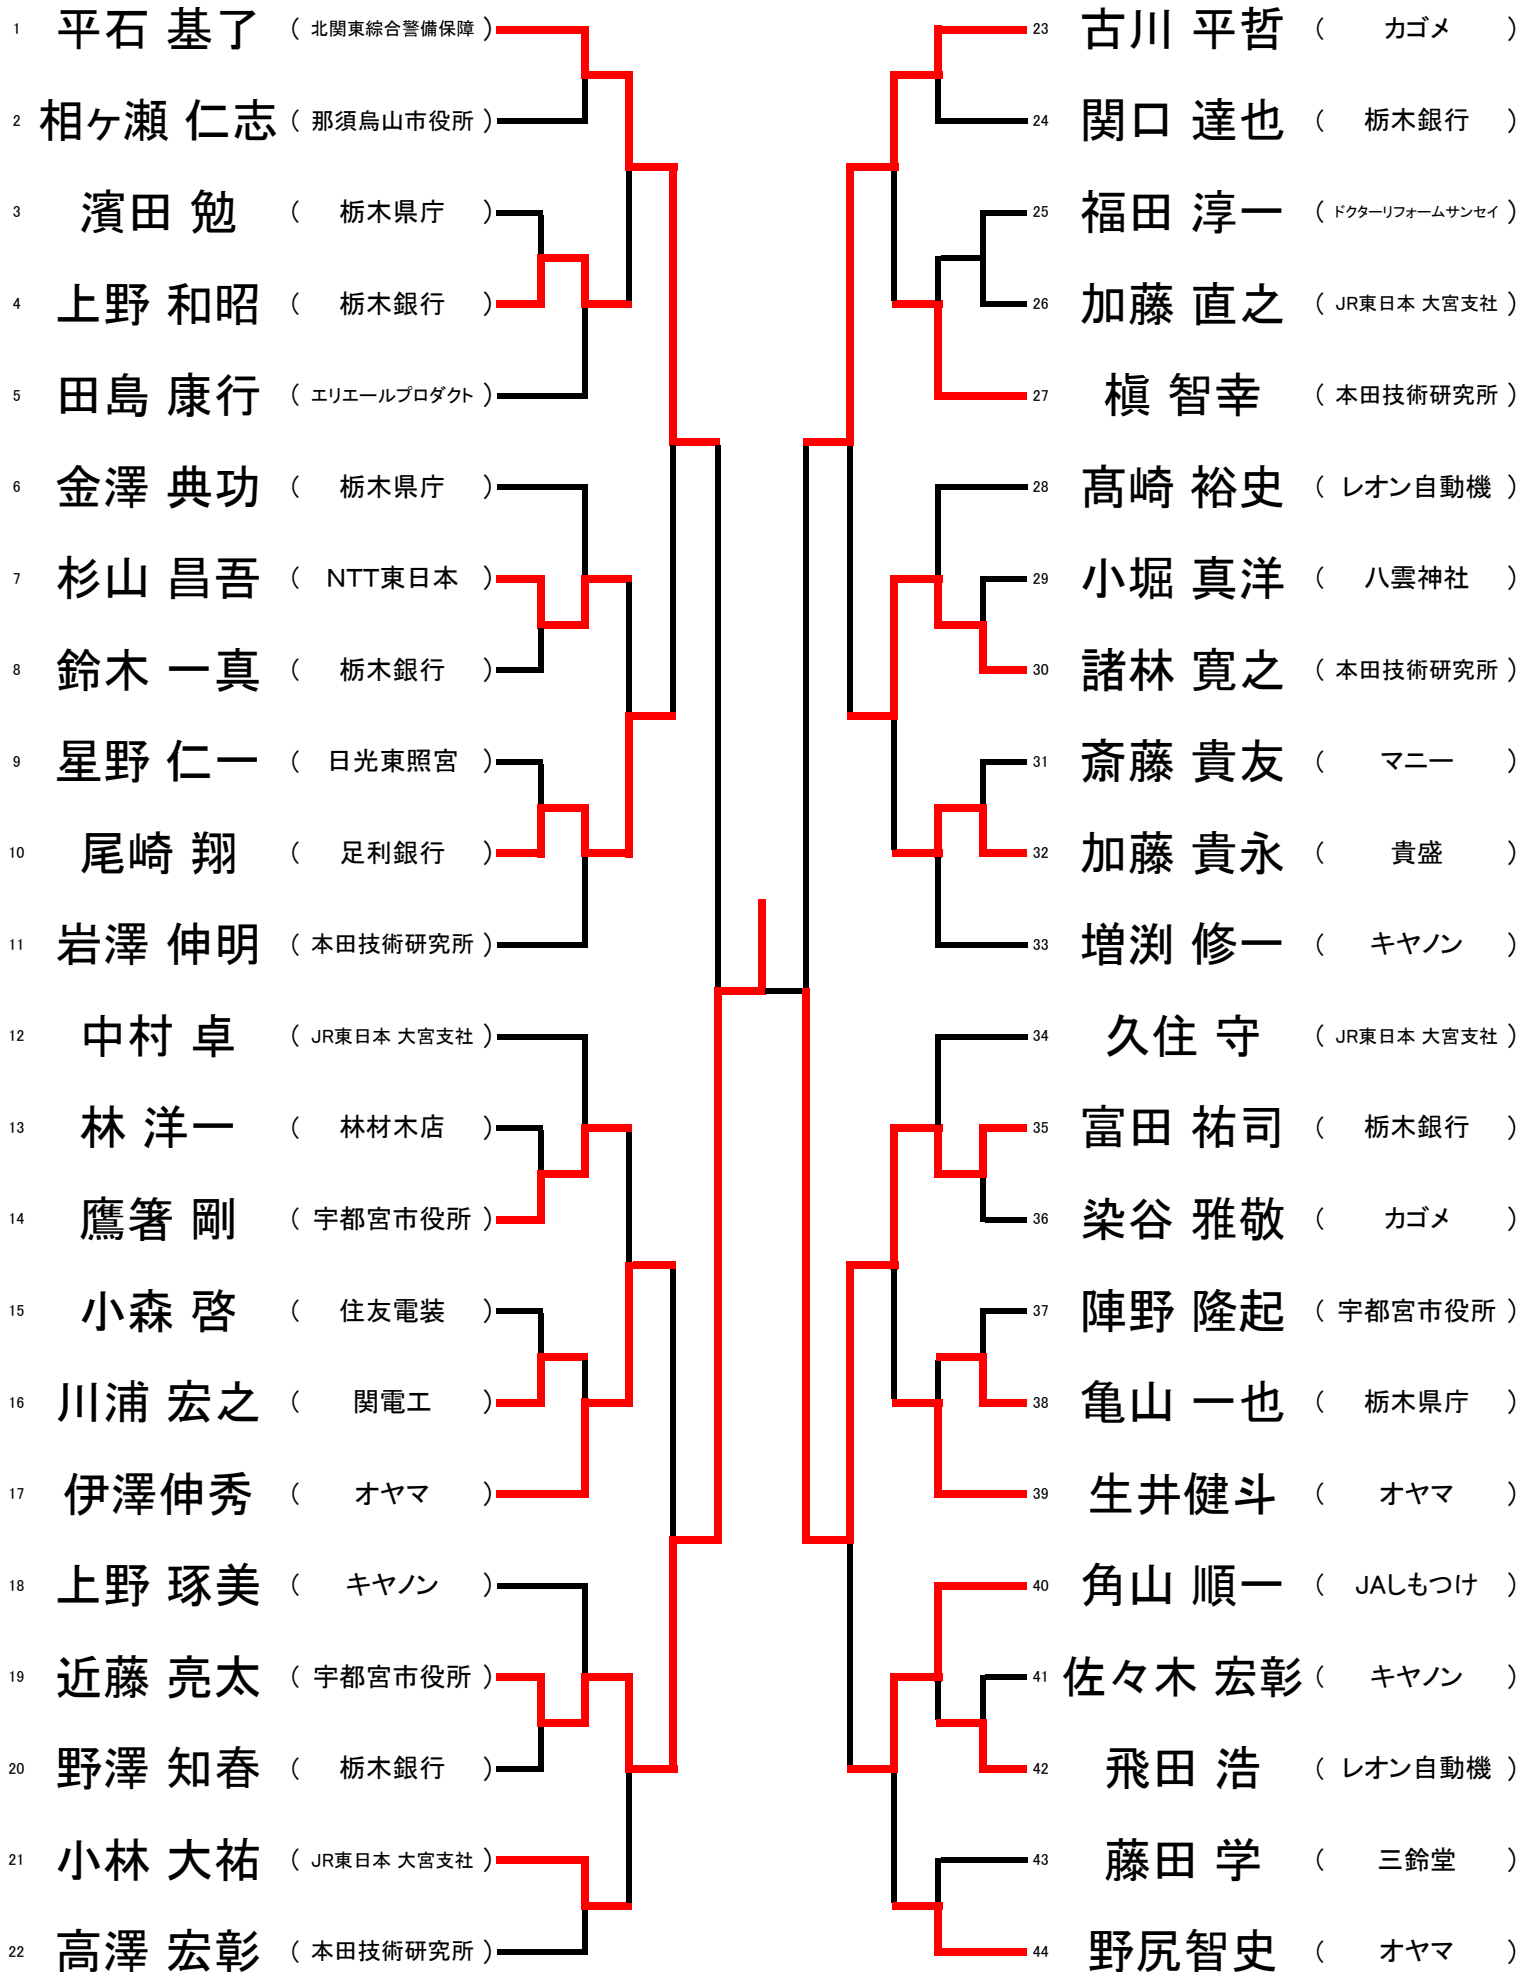 1 平石 基了 ( 北関東綜合警備保障 )
2 相ヶ瀬 仁志 ( 那須烏山市役所 )
3 濱田 勉 ( 栃木県庁 )
4 上野 和昭 ( 栃木銀行 )
5 田島 康行 ( エリエールプロダクト )
6 金澤 典功 ( 栃木県庁 )
7 杉山 昌吾 ( NTT東日本 )
8 鈴木 一真 ( 栃木銀行 )
9 星野 仁一 ( 日光東照宮 )
10 尾崎 翔 ( 足利銀行 )
11 岩澤 伸明 ( 本田技術研究所 )
12 中村 卓 ( JR東日本 大宮支社 )
13 林 洋一 ( 林材木店 )
14 鷹箸 剛 ( 宇都宮市役所 )
15 小森 啓 ( 住友電装 )
16 川浦 宏之 ( 関電工 )
17 伊澤伸秀 ( オヤマ )
18 上野 琢美 ( キヤノン )
19 近藤 亮太 ( 宇都宮市役所 )
20 野澤 知春 ( 栃木銀行 )
21 小林 大祐 ( JR東日本 大宮支社 )
22 高澤 宏彰 ( 本田技術研究所 )
23 古川 平哲 ( カゴメ )
24 関口 達也 ( 栃木銀行 )
25 福田 淳一 ( ドクターリフォームサンセイ )
26 加藤 直之 ( JR東日本 大宮支社 )
27 槇 智幸 ( 本田技術研究所 )
28 髙崎 裕史 ( レオン自動機 )
29 小堀 真洋 ( 八雲神社 )
30 諸林 寛之 ( 本田技術研究所 )
31 斎藤 貴友 ( マニー )
32 加藤 貴永 ( 貴盛 )
33 増渕 修一 ( キヤノン )
34 久住 守 ( JR東日本 大宮支社 )
35 富田 祐司 ( 栃木銀行 )
36 染谷 雅敬 ( カゴメ )
37 陣野 隆起 ( 宇都宮市役所 )
38 亀山 一也 ( 栃木県庁 )
39 生井健斗 ( オヤマ )
40 角山 順一 ( JAしもつけ )
41 佐々木 宏彰 ( キヤノン )
42 飛田 浩 ( レオン自動機 )
43 藤田 学 ( 三鈴堂 )
44 野尻智史 ( オヤマ )